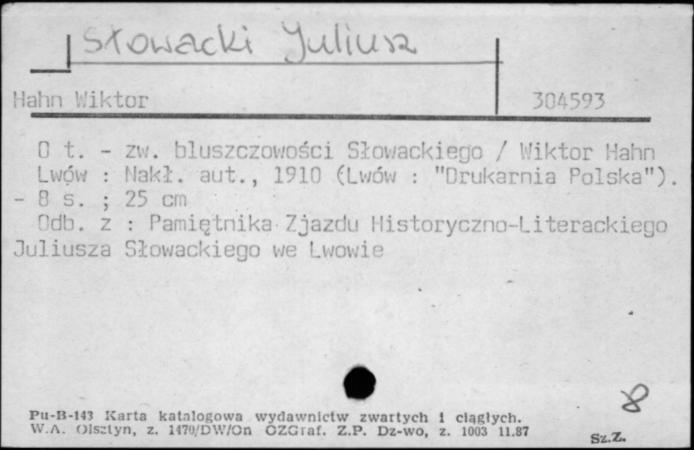 Słowacki Juliusz
Hahn Wiktor 304593
O t. - zw. bluszczowości Słowackiego / Wiktor Hahn
Lwów : Nakł. aut., 1910 (Lwów : "Drukarnia Polska").
- 8 s. ; 25 cm
Odb. z : Pamiętnika Zjazdu Historyczno-Literackiego
Juliusza Słowackiego we Lwowie
8
Pu-B-143 Karta katalogowa wydawnictw zwartych i ciągłych.
W.A. Olsztyn, z. 1470/DW/On OZGraf. Z.P. Dz-wo, z. 1003 11.87
Sz.Z.